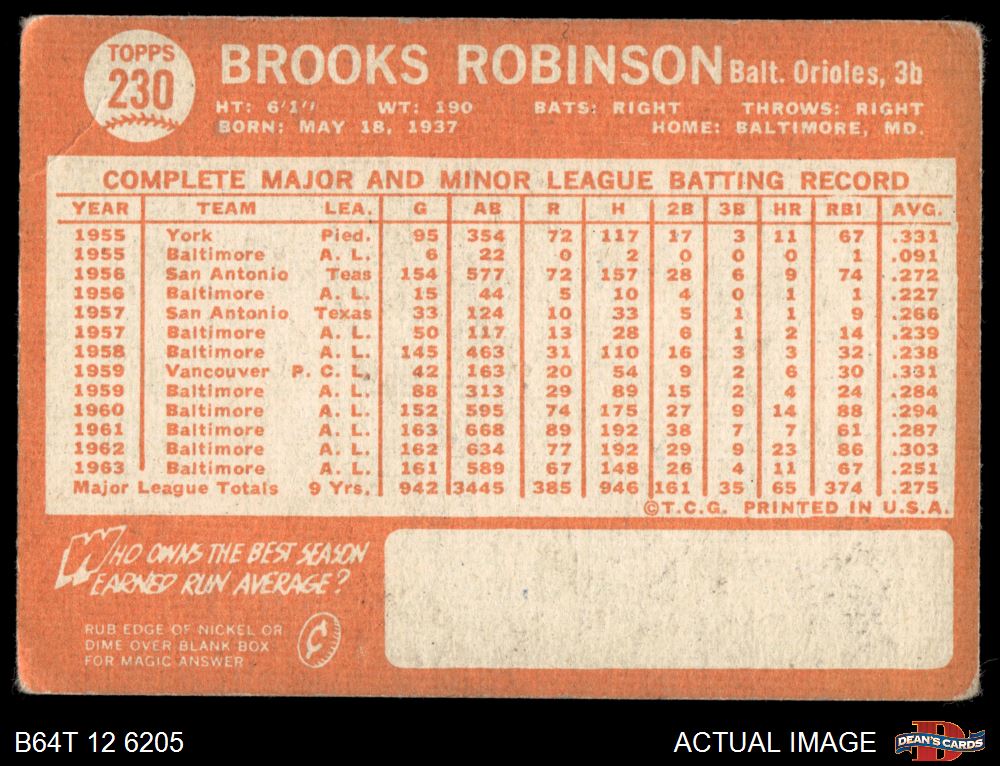 TOPPS
230
BROOKS ROBINSON Balt. Orioles, 3b
HT: 6'1" WT: 190 BATS: RIGHT THROWS: RIGHT
BORN: MAY 18, 1937 HOME: BALTIMORE, MD.
COMPLETE MAJOR AND MINOR LEAGUE BATTING RECORD
YEAR TEAM LEA. G AB R H 2B 3B HR RBI AVG.
1955 York Pied. 95 354 72 117 17 3 11 67 .331
1955 Baltimore A. L. 6 22 0 2 0 0 0 1 .091
1956 San Antonio Teas 154 577 72 157 28 6 9 74 .272
1956 Baltimore A. L. 15 44 5 10 4 0 1 1 .227
1957 San Antonio Texas 33 124 10 33 5 1 1 9 .266
1957 Baltimore A. L. 50 117 13 28 6 1 2 14 .239
1958 Baltimore A. L. 145 463 31 110 16 3 3 32 .238
1959 Vancouver P. C. L. 42 163 20 54 9 2 6 30 .331
1959 Baltimore A. L. 88 313 29 89 15 2 4 24 .284
1960 Baltimore A. L. 152 595 74 175 27 9 14 88 .294
1961 Baltimore A. L. 163 668 89 192 38 7 7 61 .287
1962 Baltimore A. L. 162 634 77 192 29 9 23 86 .303
1963 Baltimore A. L. 161 589 67 148 26 4 11 67 .251
Major League Totals 9 Yrs. 942 3445 385 946 161 35 65 374 .275
©T.C.G. PRINTED IN U.S.A.
WHO OWNS THE BEST SEASON
EARNED RUN AVERAGE?
RUB EDGE OF NICKEL OR
DIME OVER BLANK BOX
FOR MAGIC ANSWER
¢
B64T 12 6205 ACTUAL IMAGE DEAN'S CARDS